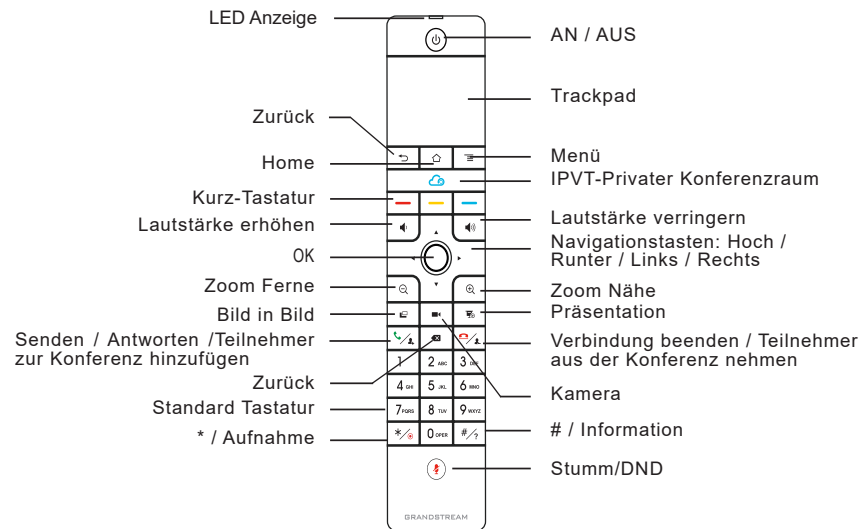 LED Anzeige
AN / AUS
Trackpad
Zurück
Home
Menü
IPVT-Privater Konferenzraum
Kurz-Tastatur
Lautstärke erhöhen
Lautstärke verringern
OK
Navigationstasten: Hoch /
Runter / Links / Rechts
Zoom Ferne
Zoom Nähe
Bild in Bild
Präsentation
Senden / Antworten /Teilnehmer
zur Konferenz hinzufügen
Verbindung beenden / Teilnehmer
aus der Konferenz nehmen
Zurück
Kamera
Standard Tastatur
* / Aufnahme
# / Information
Stumm/DND
1 2 ABC 3 DEF
4 GHI 5 JKL 6 MNO
7 PQRS 8 TUV 9 WXYZ
*/ 0 OPER #/?
GRANDSTREAM